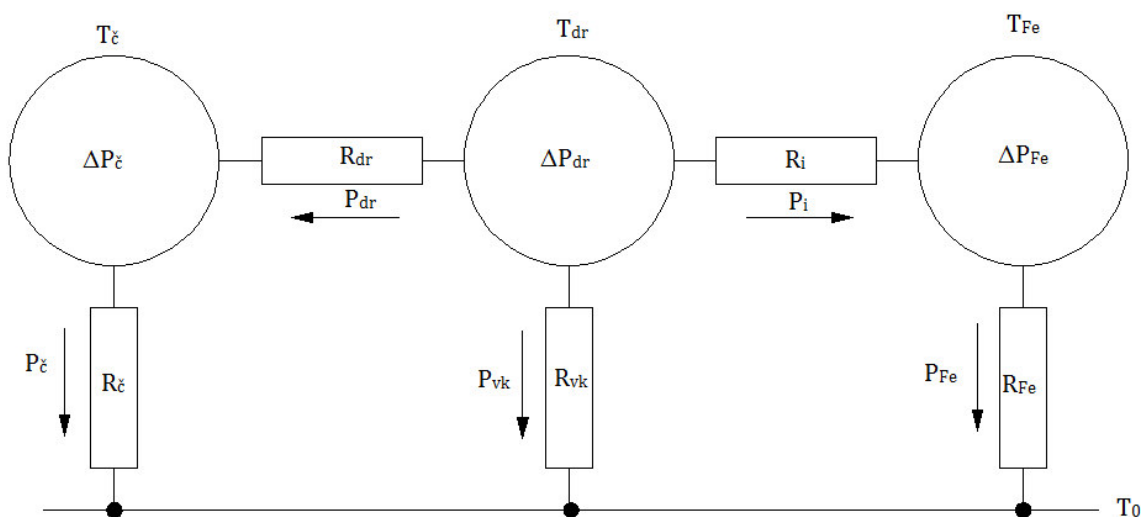 Tč Tdr TFe
ΔPč Rdr ΔPdr Ri ΔPFe
Pdr Pi
Pč Rč Pvk Rvk PFe RFe
T0